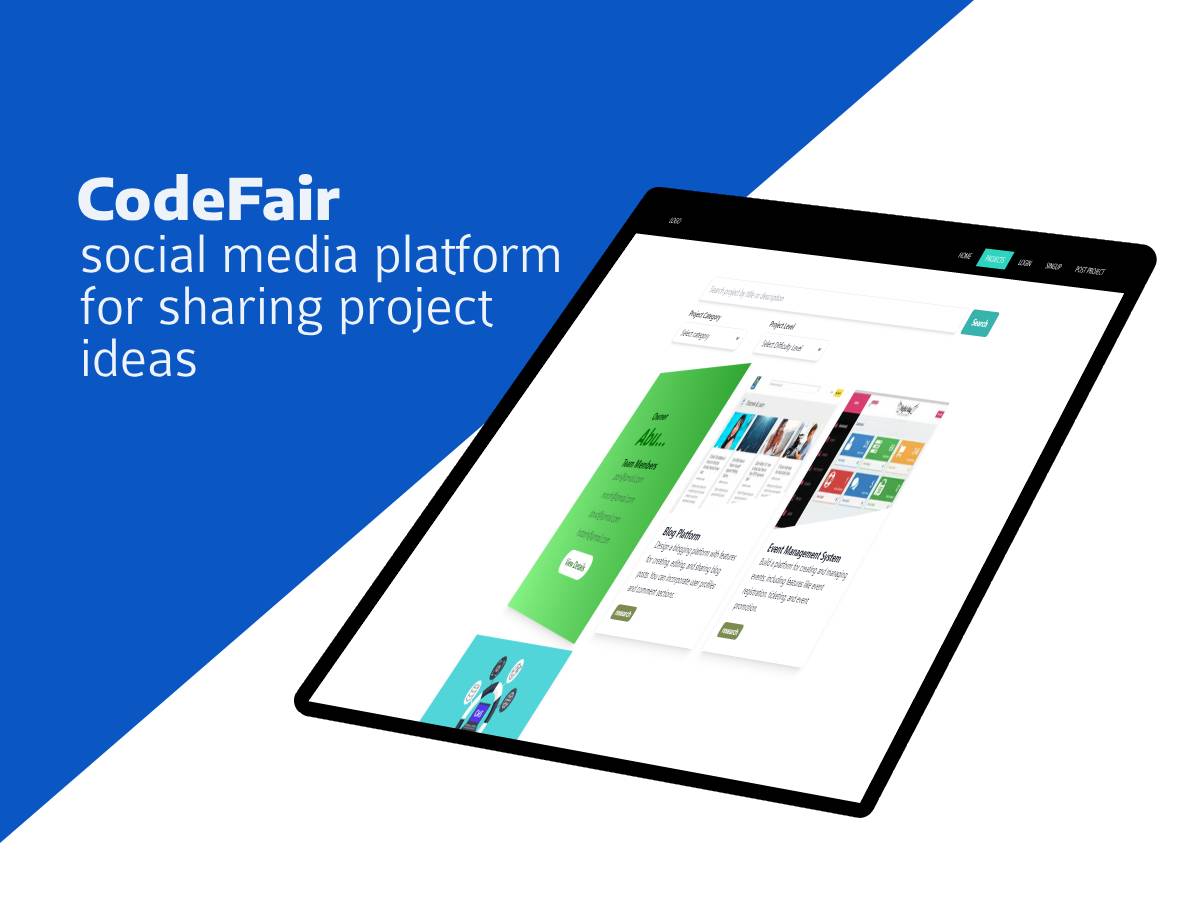 CodeFair
social media platform
for sharing project
ideas
LOGO
HOME PROJECTS LOGIN SINGUP POST PROJECT
Search project by title or description
Search
Project Category
Project Level
Select category
Select Difficulty Level
Owner
Abu...
Team Members
View Details
Blog Platform
Design a blogging platform with features
for creating, editing, and sharing blog
posts. You can incorporate user profiles
and comment sections.
research
Event Management System
Build a platform for creating and managing
events, including features like event
registration, ticketing, and event
promotion.
research